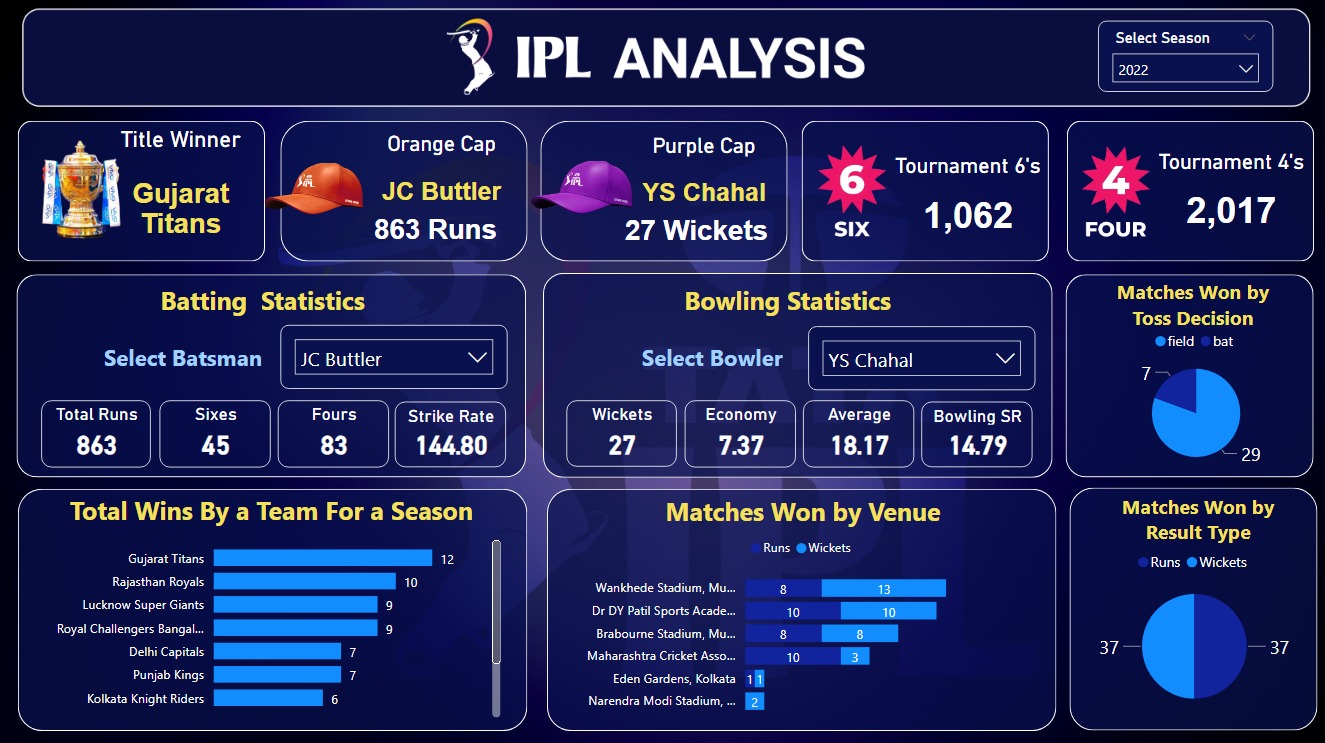 IPL ANALYSIS
Select Season
2022
Title Winner
Gujarat
Titans
Orange Cap
JC Buttler
863 Runs
Purple Cap
YS Chahal
27 Wickets
6
SIX
Tournament 6's
1,062
4
FOUR
Tournament 4's
2,017
Batting Statistics
Select Batsman
JC Buttler
Total Runs
863
Sixes
45
Fours
83
Strike Rate
144.80
Bowling Statistics
Select Bowler
YS Chahal
Wickets
27
Economy
7.37
Average
18.17
Bowling SR
14.79
Matches Won by
Toss Decision
field bat
7
29
Total Wins By a Team For a Season
Gujarat Titans 12
Rajasthan Royals 10
Lucknow Super Giants 9
Royal Challengers Bangal... 9
Delhi Capitals 7
Punjab Kings 7
Kolkata Knight Riders 6
Matches Won by Venue
Runs Wickets
Wankhede Stadium, Mu... 8 13
Dr DY Patil Sports Acade... 10 10
Brabourne Stadium, Mu... 8 8
Maharashtra Cricket Asso... 10 3
Eden Gardens, Kolkata 1 1
Narendra Modi Stadium, ... 2
Matches Won by
Result Type
Runs Wickets
37 37